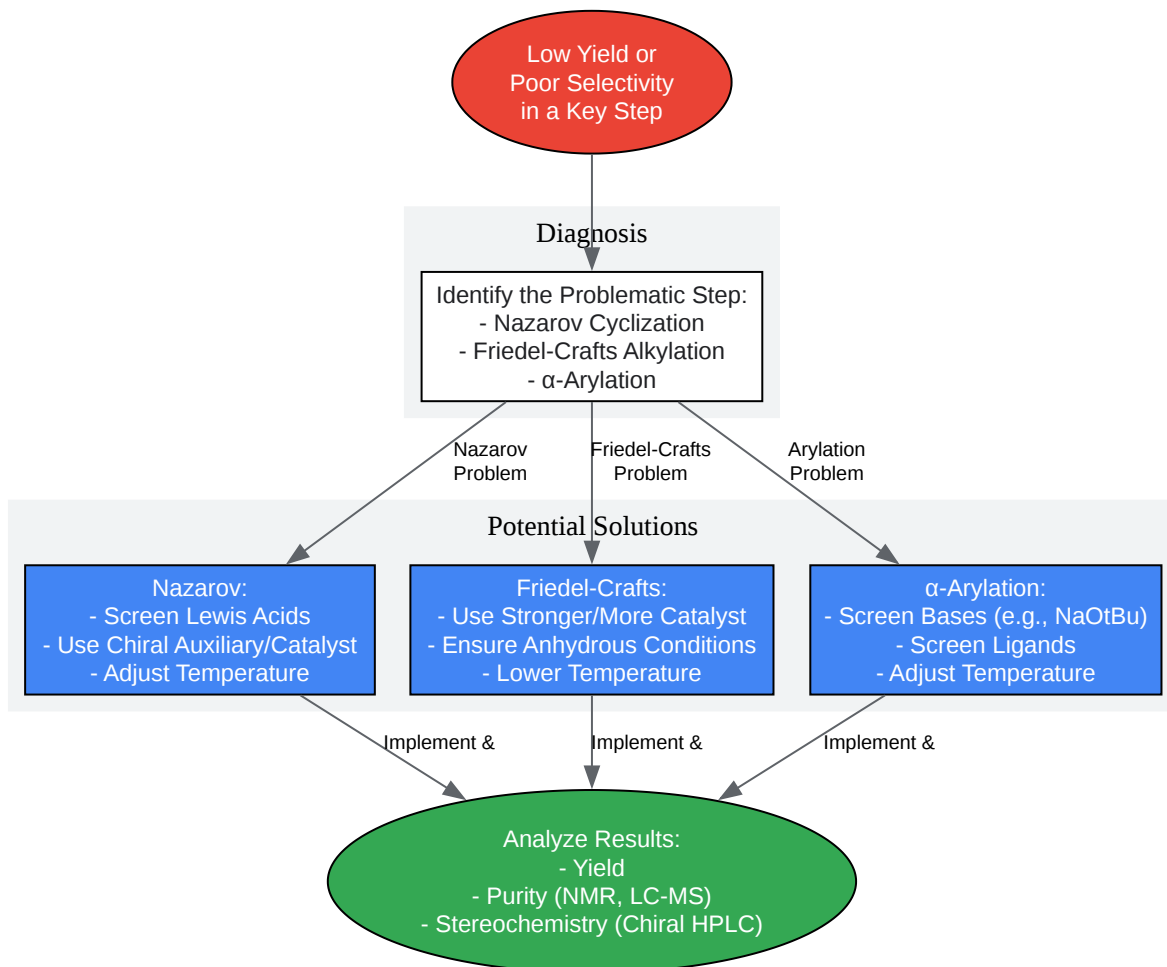 Low Yield or
Poor Selectivity
in a Key Step
Diagnosis
Identify the Problematic Step:
- Nazarov Cyclization
- Friedel-Crafts Alkylation
- α-Arylation
Nazarov
Problem
Friedel-Crafts
Problem
Arylation
Problem
Potential Solutions
Nazarov:
- Screen Lewis Acids
- Use Chiral Auxiliary/Catalyst
- Adjust Temperature
Friedel-Crafts:
- Use Stronger/More Catalyst
- Ensure Anhydrous Conditions
- Lower Temperature
α-Arylation:
- Screen Bases (e.g., NaOtBu)
- Screen Ligands
- Adjust Temperature
Implement &
Implement &
Implement &
Analyze Results:
- Yield
- Purity (NMR, LC-MS)
- Stereochemistry (Chiral HPLC)